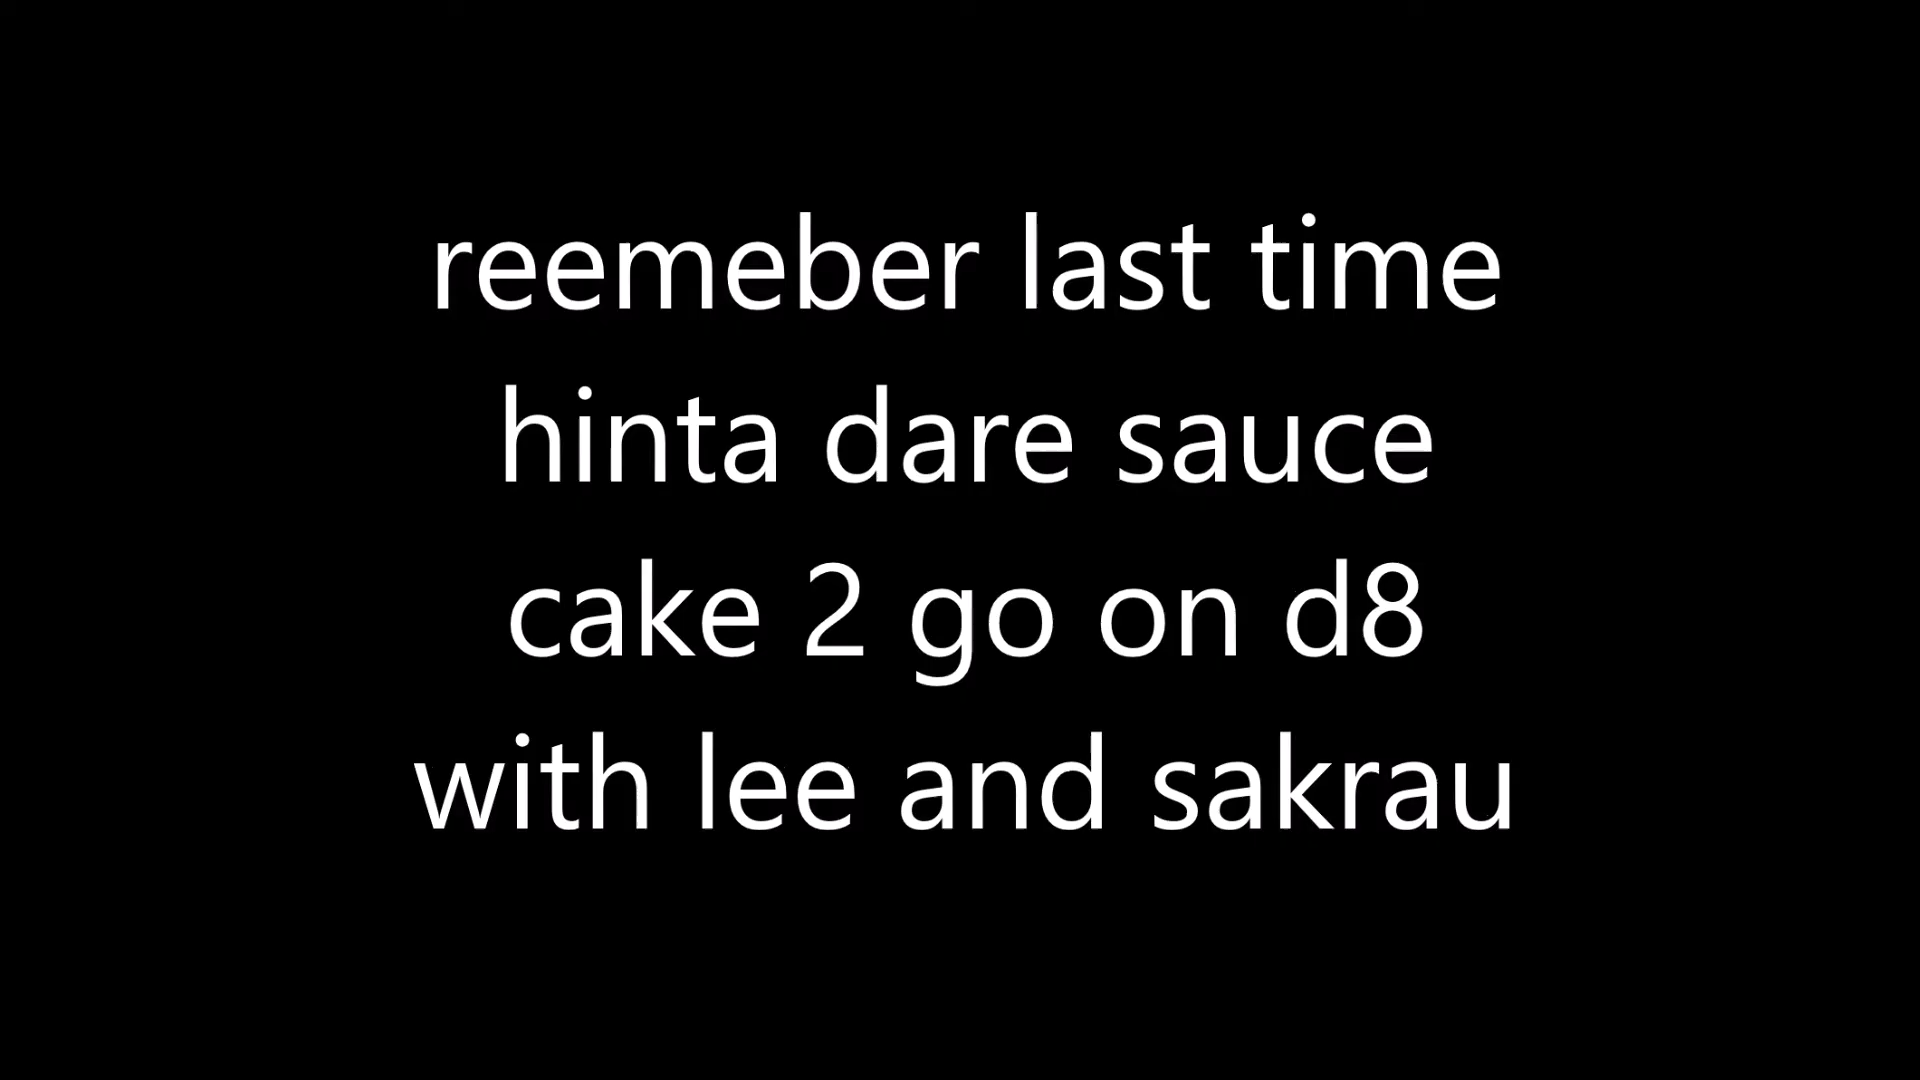 reemeber last time
hinta dare sauce
cake 2 go on d8
with lee and sakrau